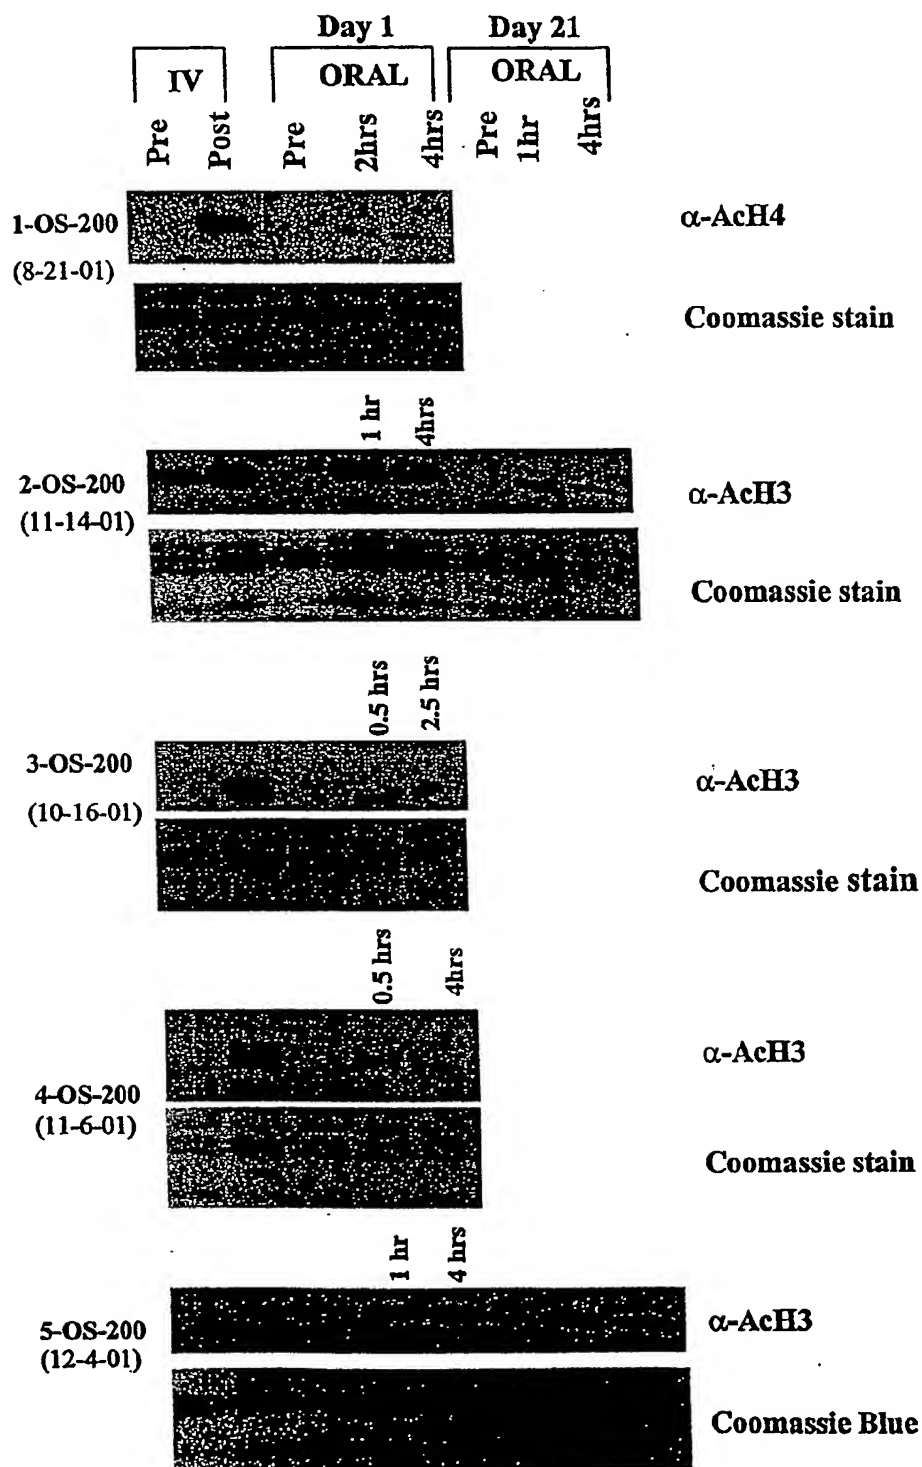 Day 1 Day 21
IV ORAL ORAL
Pre Post Pre 2hrs 4hrs Pre 1hr 4hrs
1-OS-200
(8-21-01)
α-AcH4
Coomassie stain
1 hr 4hrs
2-OS-200
(11-14-01)
α-AcH3
Coomassie stain
0.5 hrs 2.5 hrs
3-OS-200
(10-16-01)
α-AcH3
Coomassie stain
0.5 hrs 4hrs
α-AcH3
4-OS-200
(11-6-01)
Coomassie stain
1 hr 4 hrs
5-OS-200
(12-4-01)
α-AcH3
Coomassie Blue